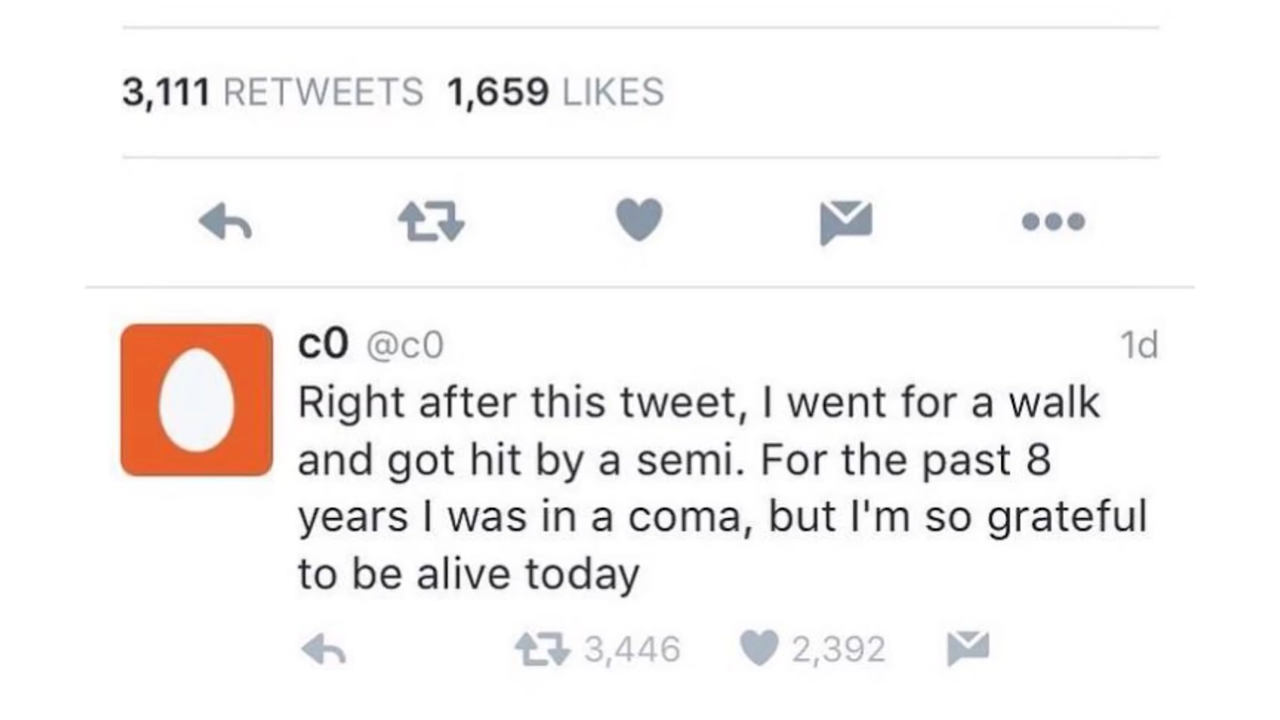 3,111 RETWEETS 1,659 LIKES
c0 @c0 1d
Right after this tweet, I went for a walk
and got hit by a semi. For the past 8
years I was in a coma, but I'm so grateful
to be alive today
3,446 2,392